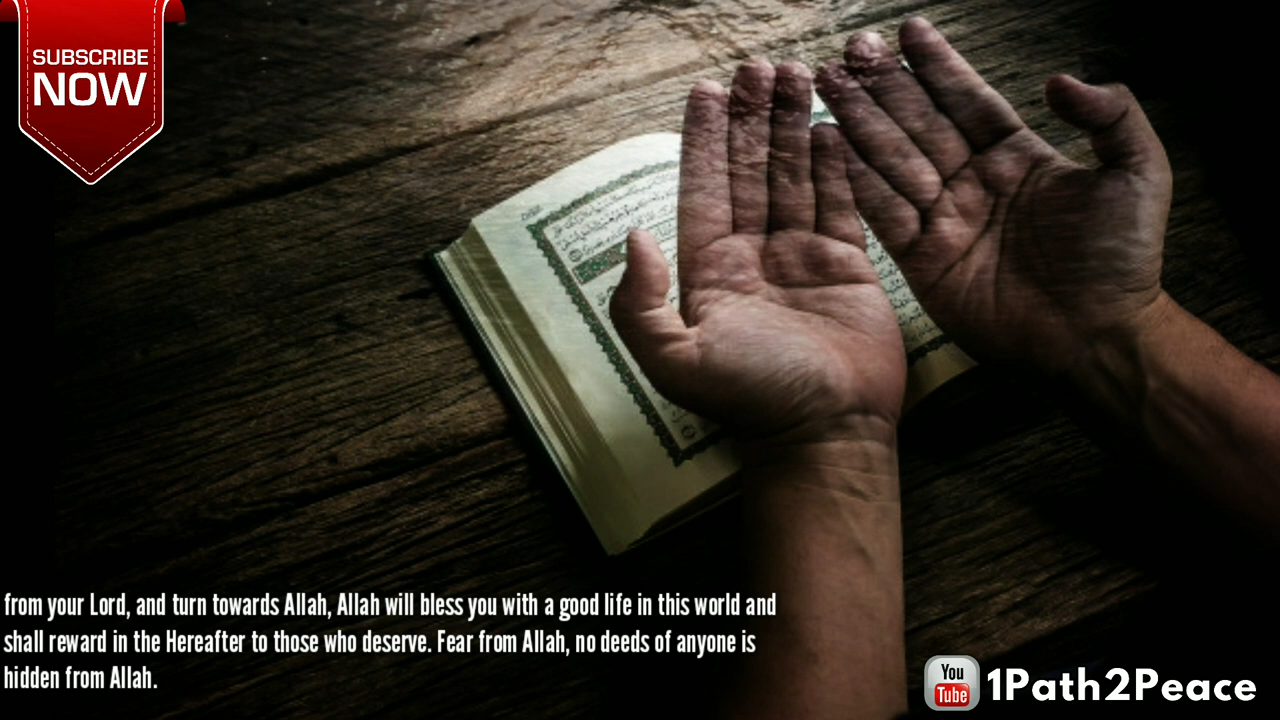 SUBSCRIBE
NOW
from your Lord, and turn towards Allah, Allah will bless you with a good life in this world and
shall reward in the Hereafter to those who deserve. Fear from Allah, no deeds of anyone is
hidden from Allah.
You
Tube
1Path2Peace